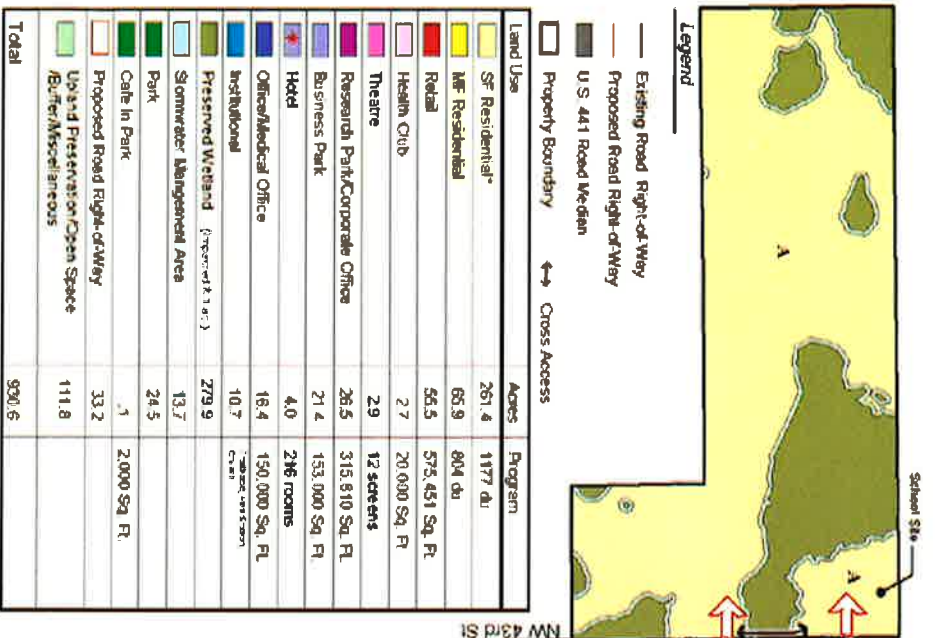 School Site
A
A
NW 43rd St
Legend
Existing Road Right-of-Way
Proposed Road Right-of-Way
U.S. 441 Road Median
Property Boundary
Cross Access
Land Use Acres Program
SF Residential* 261.4 1177 du
MF Residential 65.9 804 du
Retail 55.5 575,451 Sq. Ft.
Health Club 2.7 20,000 Sq. Ft
Theatre 2.9 12 screens
Research Park/Corporate Office 26.5 315,610 Sq. Ft.
Business Park 21.4 153,000 Sq. Ft.
Hotel 4.0 216 rooms
Office/Medical Office 16.4 150,000 Sq. Ft.
Institutional 10.7
Preserved Wetland 279.9
Stormwater Mangement Area 13.7
Park 24.5
Cafe in Park .1 2,000 Sq. Ft.
Proposed Road Right-of-Way 33.2
Upland Preservation/Open Space
/Buffer/Miscellaneous 111.8
Total 930.6